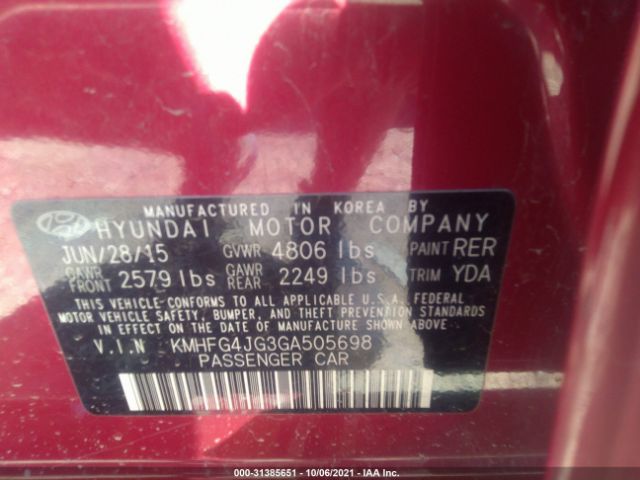 MANUFACTURED IN KOREA BY
HYUNDAI MOTOR COMPANY
JUN/28/15 GVWR 4806 lbs PAINT RER
GAWR FRONT 2579 lbs GAWR REAR 2249 lbs TRIM YDA
THIS VEHICLE CONFORMS TO ALL APPLICABLE U.S.A. FEDERAL
MOTOR VEHICLE SAFETY, BUMPER, AND THEFT PREVENTION STANDARDS
IN EFFECT ON THE DATE OF MANUFACTURE SHOWN ABOVE.
V.I.N KMHFG4JG3GA505698
PASSENGER CAR
000-31385651 - 10/06/2021 - IAA Inc.